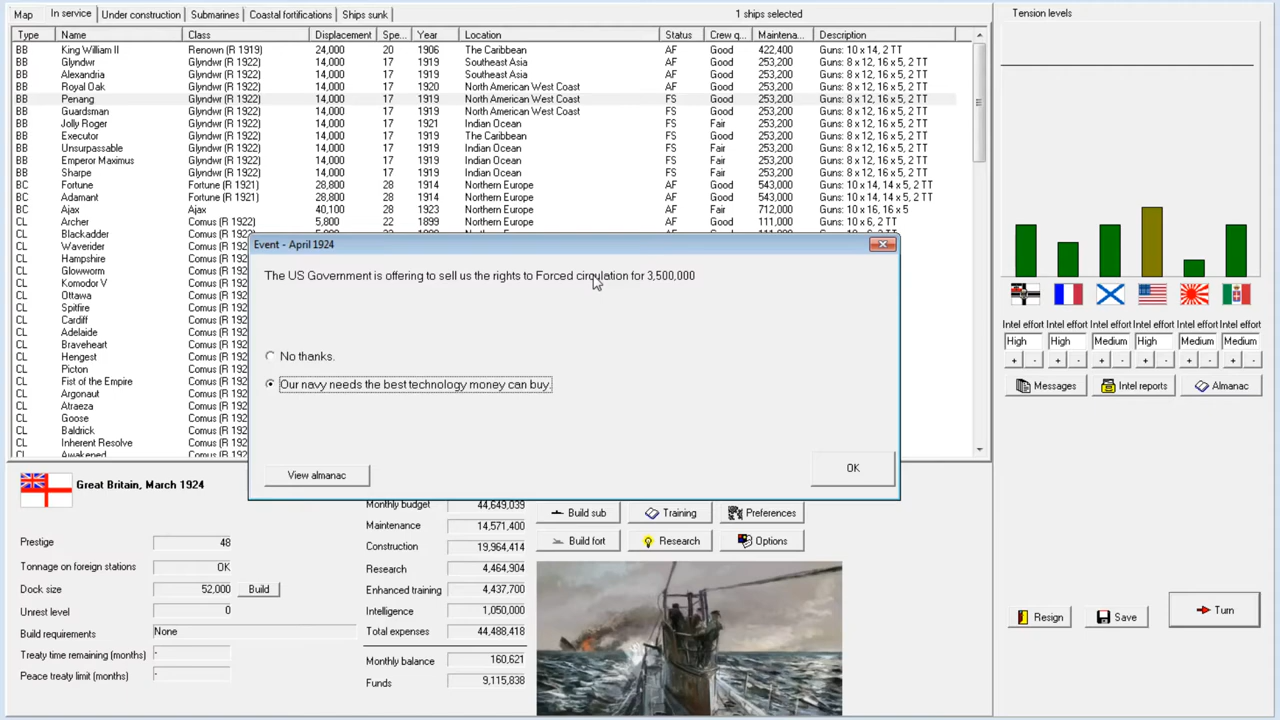 Map In service Under construction Submarines Coastal fortifications Ships sunk 1 ships selected Tension levels
Type Name Class Displacement Spe... Year Location Status Crew q... Maintena... Description
BB King William II Renown (R 1919) 24,000 20 1906 The Caribbean AF Good 422,400 Guns: 10 x 14, 2 TT
BB Glyndwr Glyndwr (R 1922) 14,000 17 1919 Southeast Asia FS Good 253,200 Guns: 8 x 12, 16 x 5, 2 TT
BB Alexandria Glyndwr (R 1922) 14,000 17 1919 Southeast Asia AF Good 253,200 Guns: 8 x 12, 16 x 5, 2 TT
BB Royal Oak Glyndwr (R 1922) 14,000 17 1920 North American West Coast AF Good 253,200 Guns: 8 x 12, 16 x 5, 2 TT
BB Penang Glyndwr (R 1922) 14,000 17 1919 North American West Coast FS Good 253,200 Guns: 8 x 12, 16 x 5, 2 TT
BB Guardsman Glyndwr (R 1922) 14,000 17 1919 North American West Coast FS Good 253,200 Guns: 8 x 12, 16 x 5, 2 TT
BB Jolly Roger Glyndwr (R 1922) 14,000 17 1921 Indian Ocean FS Fair 253,200 Guns: 8 x 12, 16 x 5, 2 TT
BB Executor Glyndwr (R 1922) 14,000 17 1919 The Caribbean FS Good 253,200 Guns: 8 x 12, 16 x 5, 2 TT
BB Unsurpassable Glyndwr (R 1922) 14,000 17 1919 Indian Ocean FS Fair 253,200 Guns: 8 x 12, 16 x 5, 2 TT
BB Emperor Maximus Glyndwr (R 1922) 14,000 17 1919 Indian Ocean FS Fair 253,200 Guns: 8 x 12, 16 x 5, 2 TT
BB Sharpe Glyndwr (R 1922) 14,000 17 1919 Indian Ocean FS Fair 253,200 Guns: 8 x 12, 16 x 5, 2 TT
BC Fortune Fortune (R 1921) 28,800 28 1914 Northern Europe AF Good 543,000 Guns: 10 x 14, 14 x 5, 2 TT
BC Adamant Fortune (R 1921) 28,800 28 1914 Northern Europe AF Good 543,000 Guns: 10 x 14, 14 x 5, 2 TT
BC Ajax Ajax 40,100 28 1923 Northern Europe AF Fair 712,000 Guns: 10 x 16, 16 x 5
CL Archer Comus (R 1922) 5,800 22 1899 Northern Europe AF Good 111,000 Guns: 8 x 6, 4 TT
CL Blackadder Comus (R 192
CL Waverider Comus (R 192
CL Hampshire Comus (R 192
CL Glowworm Comus (R 192
CL Komodor V Comus (R 192
CL Ottawa Comus (R 192
CL Spitfire Comus (R 192
CL Cardiff Comus (R 192
CL Adelaide Comus (R 192
CL Braveheart Comus (R 192
CL Hengest Comus (R 192
CL Picton Comus (R 192
CL Fist of the Empire Comus (R 192
CL Argonaut Comus (R 192
CL Atraeza Comus (R 192
CL Goose Comus (R 192
CL Baldrick Comus (R 192
CL Inherent Resolve Comus (R 192
CL Awakened Comus (R 192
Event - April 1924
The US Government is offering to sell us the rights to Forced circulation for 3,500,000
No thanks.
Our navy needs the best technology money can buy.
View almanac OK
Intel effort Intel effort Intel effort Intel effort Intel effort Intel effort
High High Medium High Medium Medium
+ - + - + - + - + - + -
Messages Intel reports Almanac
Great Britain, March 1924
Prestige 48
Tonnage on foreign stations OK
Dock size 52,000 Build
Unrest level 0
Build requirements None
Treaty time remaining (months) -
Peace treaty limit (months) -
Monthly budget 44,649,039
Maintenance 14,571,400
Construction 19,964,414
Research 4,464,904
Enhanced training 4,437,700
Intelligence 1,050,000
Total expenses 44,488,418
Monthly balance 160,621
Funds 9,115,838
Build sub Training Preferences
Build fort Research Options
Resign Save Turn